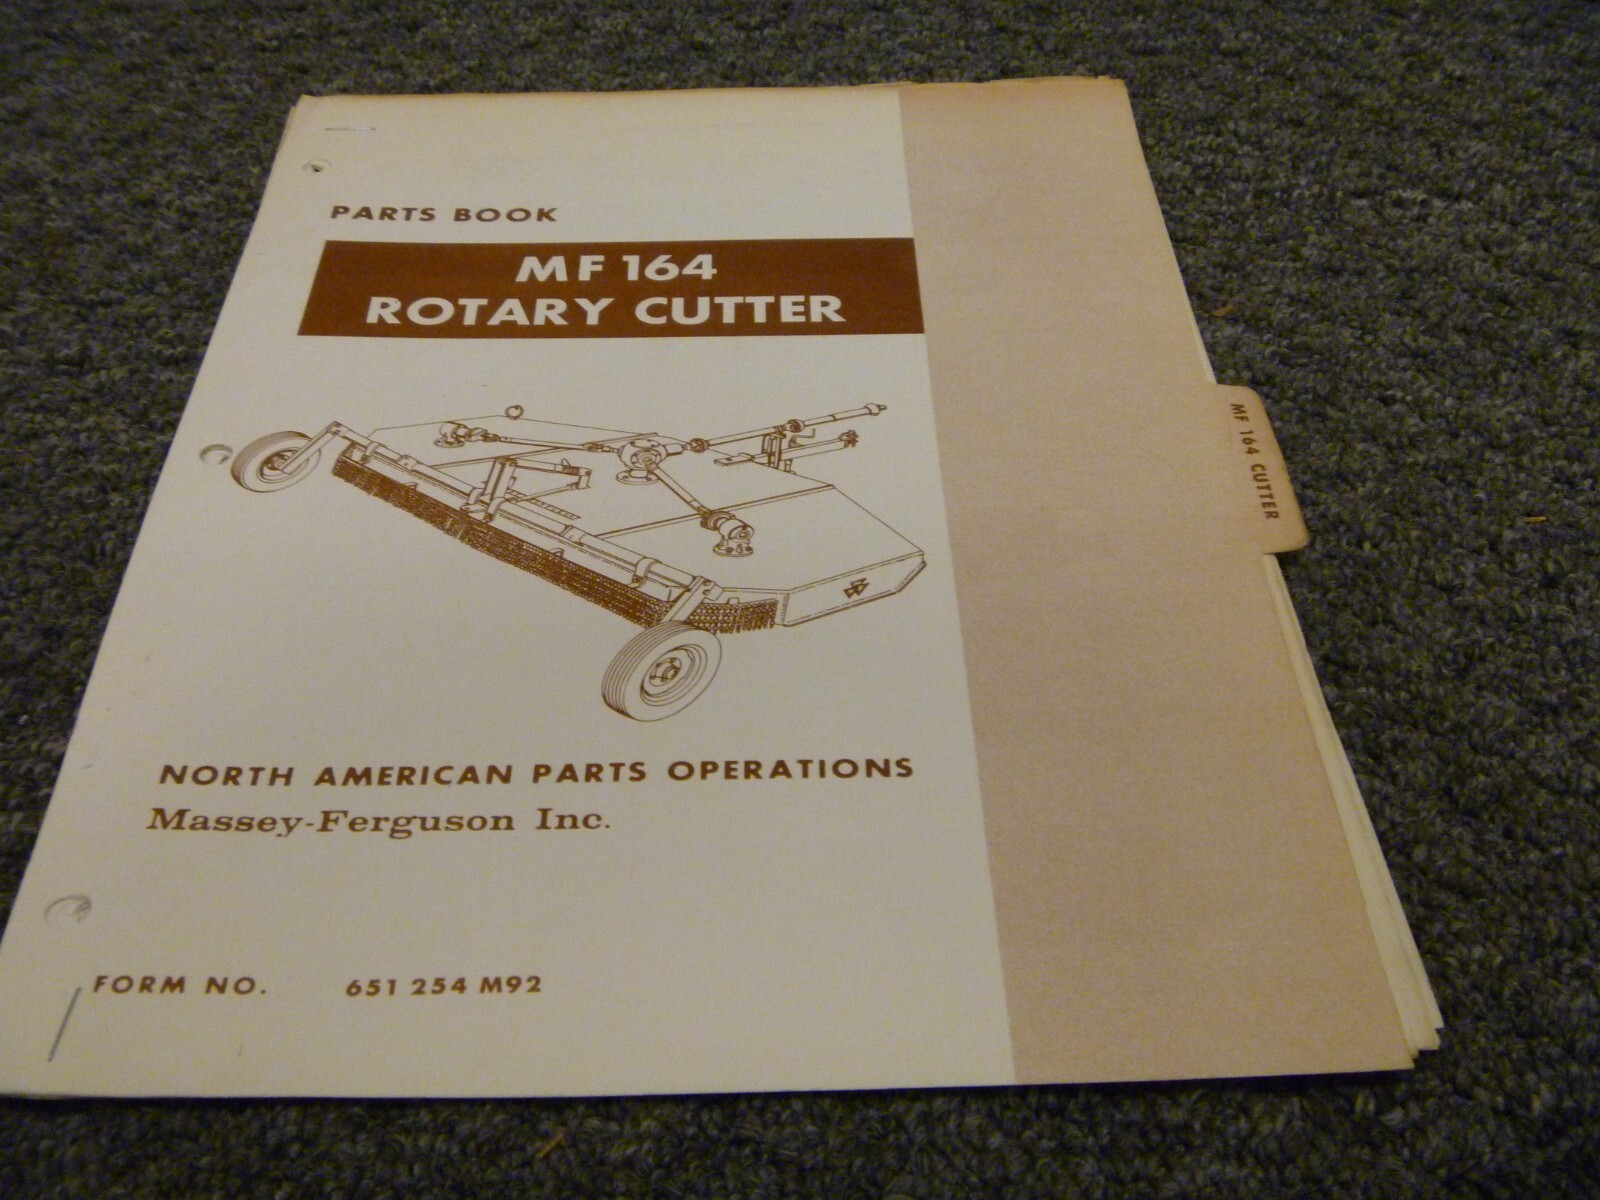 PARTS BOOK
MF 164
ROTARY CUTTER
MF 164 CUTTER
NORTH AMERICAN PARTS OPERATIONS
Massey-Ferguson Inc.
FORM NO. 651 254 M92